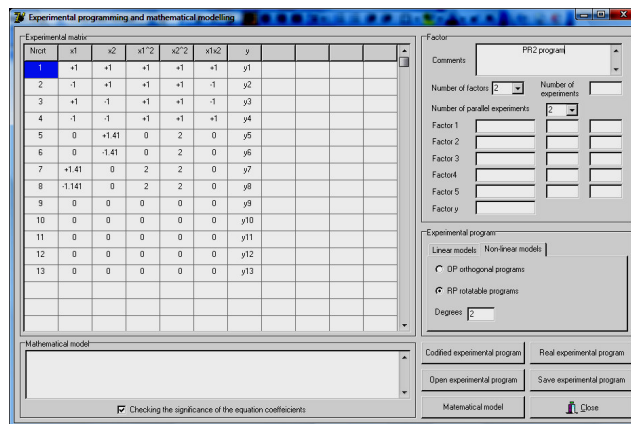 Experimental programming and mathematical modelling
Experimental matrix
Nrcrt x1 x2 x1^2 x2^2 x1x2 y
1 +1 +1 +1 +1 +1 y1
2 -1 +1 +1 +1 -1 y2
3 +1 -1 +1 +1 -1 y3
4 -1 -1 +1 +1 +1 y4
5 0 +1.41 0 2 0 y5
6 0 -1.41 0 2 0 y6
7 +1.41 0 2 2 0 y7
8 -1.141 0 2 2 0 y8
9 0 0 0 0 0 y9
10 0 0 0 0 0 y10
11 0 0 0 0 0 y11
12 0 0 0 0 0 y12
13 0 0 0 0 0 y13
Mathematical model
Checking the significance of the equation coeffeicients
Factor
Comments PR2 program
Number of factors 2 Number of
experiments
Number of parallel experiments 2
Factor 1
Factor 2
Factor 3
Factor4
Factor 5
Factor y
Experimental program
Linear models Non-linear models
OP orthogonal programs
RP rotatable programs
Degrees 2
Codified experimental program Real experimental program
Open experimental program Save experimental program
Matematical model Close